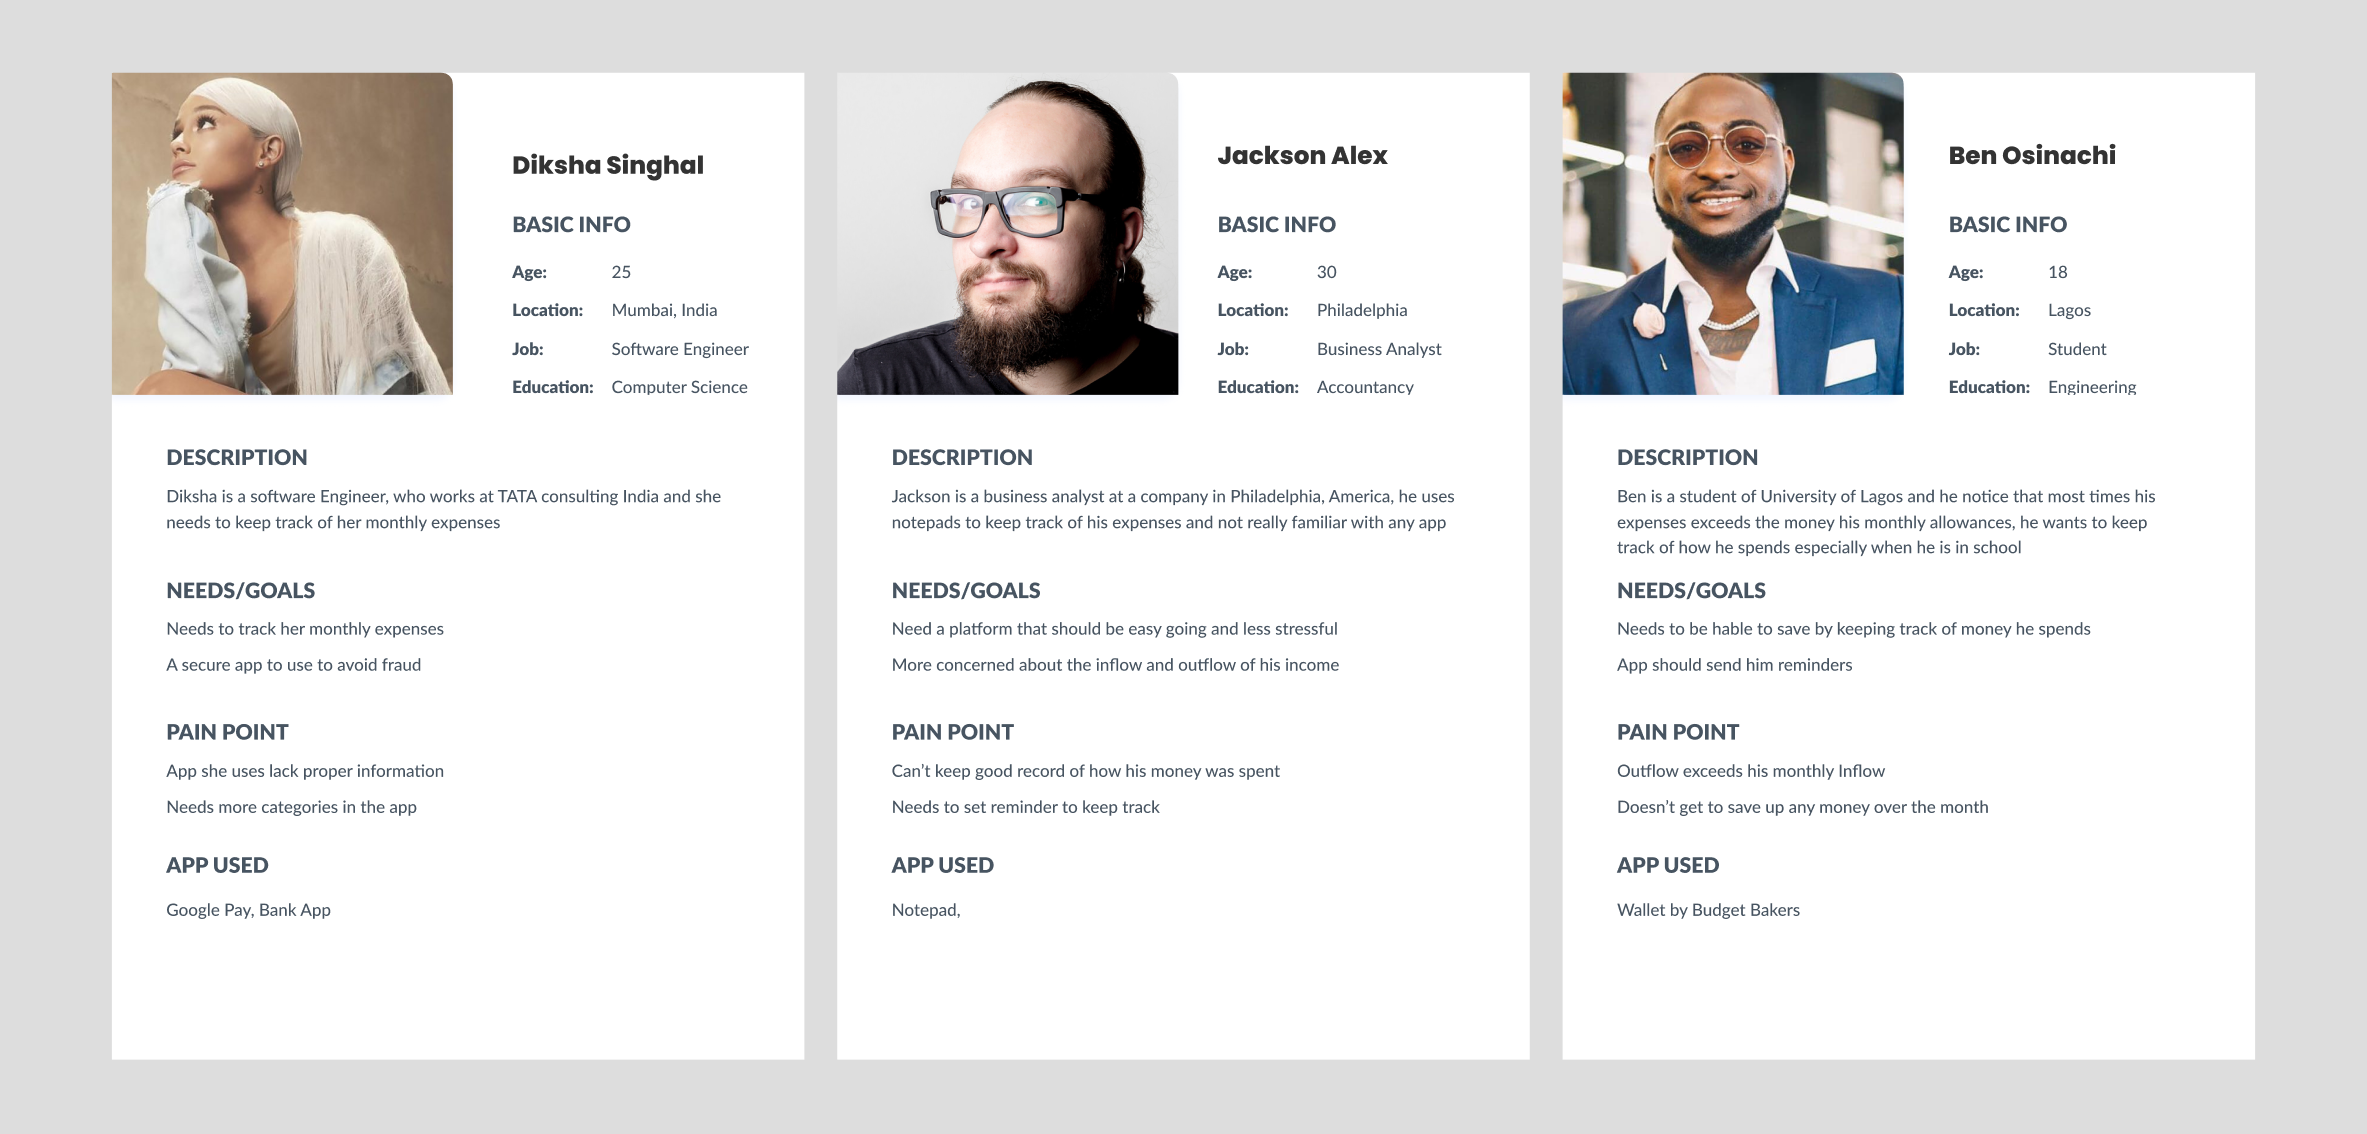 Diksha Singhal
BASIC INFO
Age: 25
Location: Mumbai, India
Job: Software Engineer
Education: Computer Science
DESCRIPTION
Diksha is a software Engineer, who works at TATA consulting India and she
needs to keep track of her monthly expenses
NEEDS/GOALS
Needs to track her monthly expenses
A secure app to use to avoid fraud
PAIN POINT
App she uses lack proper information
Needs more categories in the app
APP USED
Google Pay, Bank App
Jackson Alex
BASIC INFO
Age: 30
Location: Philadelphia
Job: Business Analyst
Education: Accountancy
DESCRIPTION
Jackson is a business analyst at a company in Philadelphia, America, he uses
notepads to keep track of his expenses and not really familiar with any app
NEEDS/GOALS
Need a platform that should be easy going and less stressful
More concerned about the inflow and outflow of his income
PAIN POINT
Can’t keep good record of how his money was spent
Needs to set reminder to keep track
APP USED
Notepad,
Ben Osinachi
BASIC INFO
Age: 18
Location: Lagos
Job: Student
Education: Engineering
DESCRIPTION
Ben is a student of University of Lagos and he notice that most times his
expenses exceeds the money his monthly allowances, he wants to keep
track of how he spends especially when he is in school
NEEDS/GOALS
Needs to be hable to save by keeping track of money he spends
App should send him reminders
PAIN POINT
Outflow exceeds his monthly Inflow
Doesn’t get to save up any money over the month
APP USED
Wallet by Budget Bakers